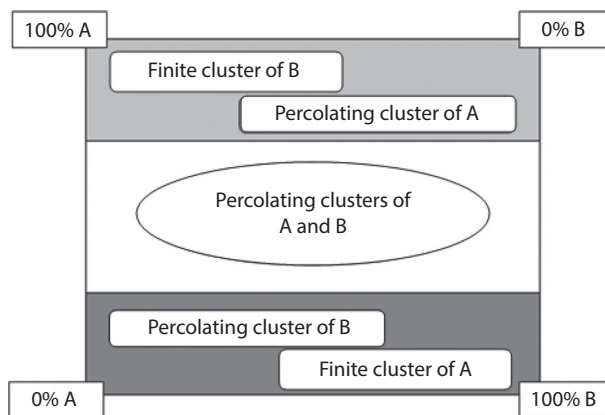 100% A
0% B
Finite cluster of B
Percolating cluster of A
Percolating clusters of
A and B
Percolating cluster of B
Finite cluster of A
0% A
100% B